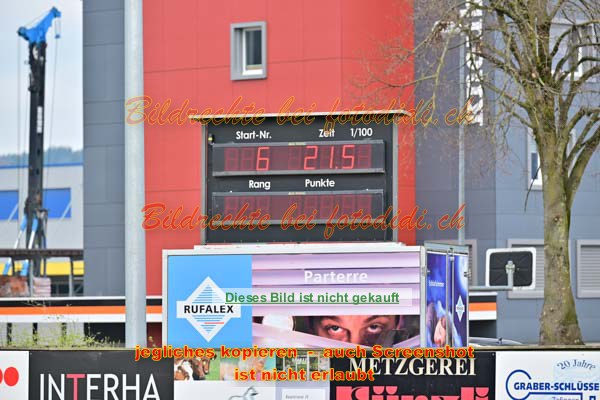 Bildrechte bei fotodidi.ch
Start-Nr. Zeit 1/100
6 21.5
Rang Punkte
Bildrechte bei fotodidi.ch
Parterre
Dieses Bild ist nicht gekauft
RUFALEX
jegliches kopieren - auch Screenshot
ist nicht erlaubt
METZGEREI
INTERHA
GRABER-SCHLÜSS
20 Jahre
GRABER-SCHLÜSSE